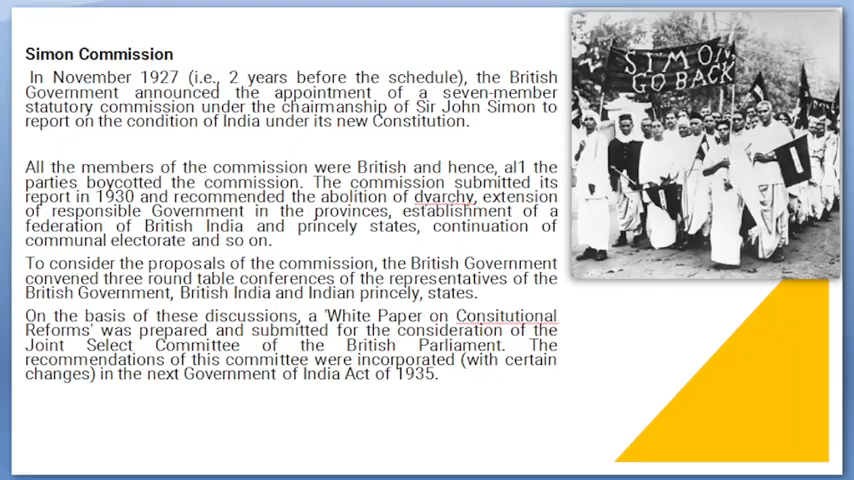 Simon Commission
In November 1927 (i.e., 2 years before the schedule), the British
Government announced the appointment of a seven-member
statutory commission under the chairmanship of Sir John Simon to
report on the condition of India under its new Constitution.
All the members of the commission were British and hence, al1 the
parties boycotted the commission. The commission submitted its
report in 1930 and recommended the abolition of dvarchy, extension
of responsible Government in the provinces, establishment of a
federation of British India and princely states, continuation of
communal electorate and so on.
To consider the proposals of the commission, the British Government
convened three round table conferences of the representatives of the
British Government, British India and Indian princely, states.
On the basis of these discussions, a 'White Paper on Consitutional
Reforms' was prepared and submitted for the consideration of the
Joint Select Committee of the British Parliament. The
recommendations of this committee were incorporated (with certain
changes) in the next Government of India Act of 1935.
SIMON
GO BACK